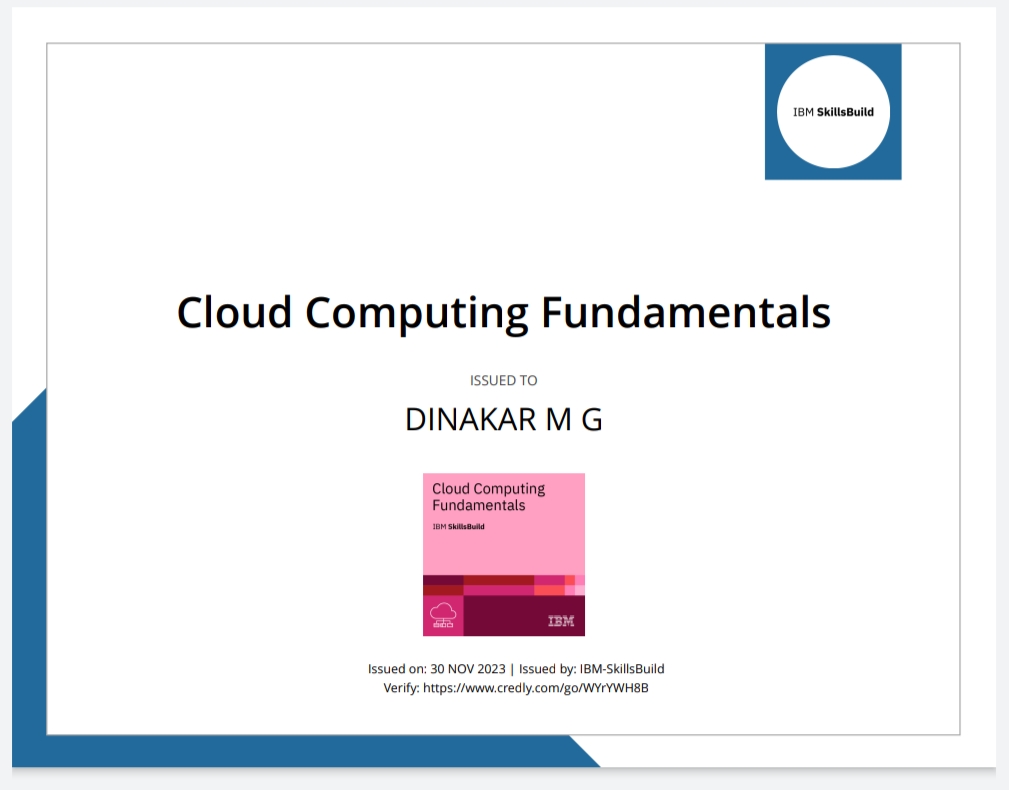 IBM SkillsBuild
Cloud Computing Fundamentals
ISSUED TO
DINAKAR M G
Cloud Computing
Fundamentals
IBM SkillsBuild
IBM
Issued on: 30 NOV 2023 | Issued by: IBM-SkillsBuild
Verify: https://www.credly.com/go/WYrYWH8B